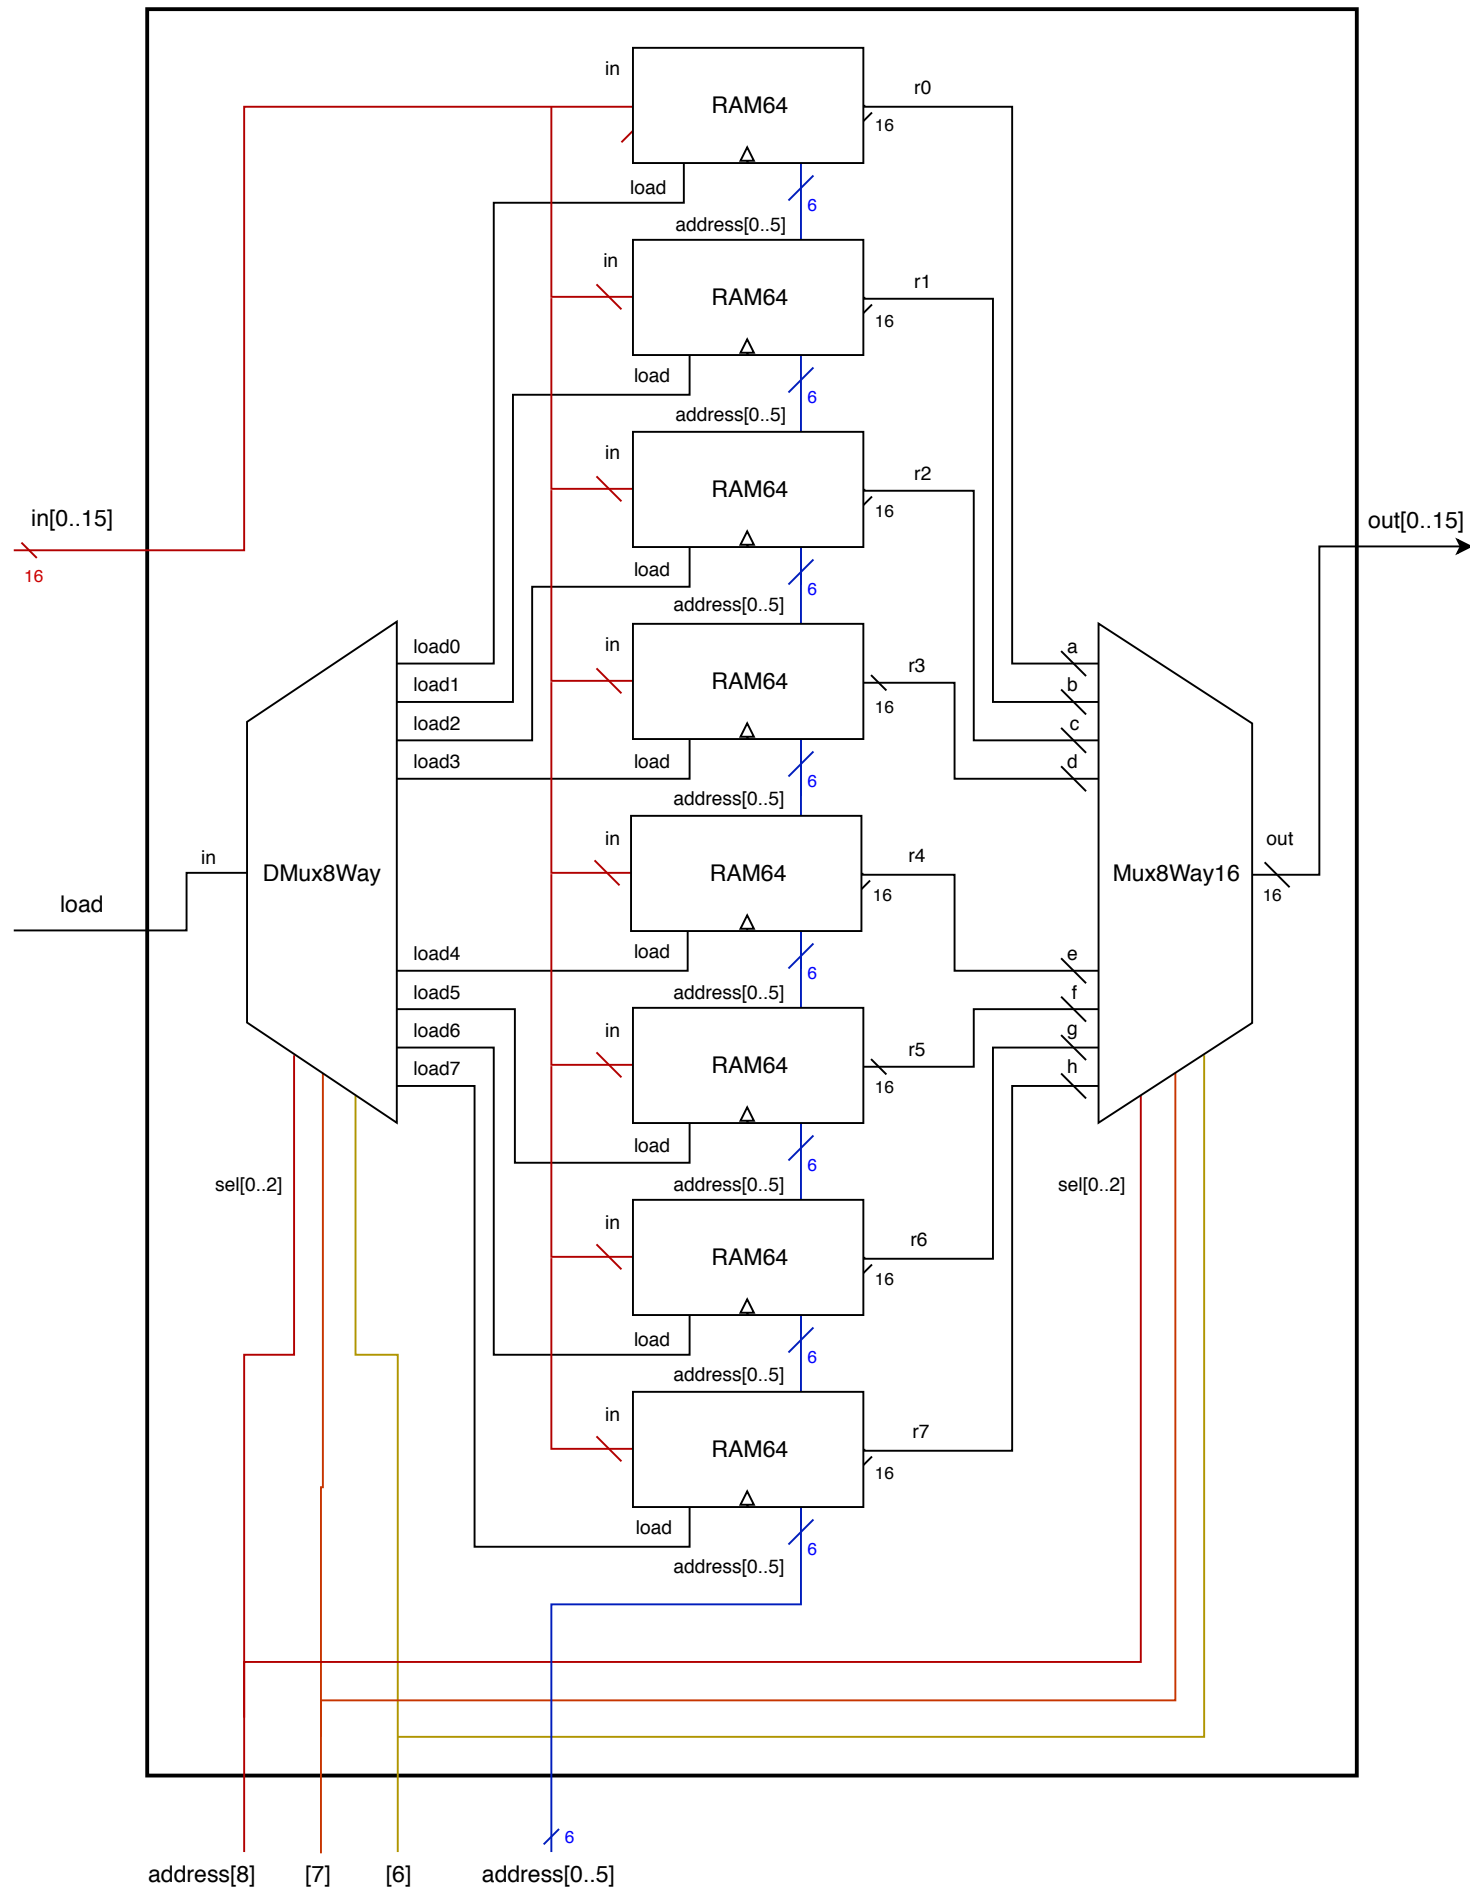 in
RAM64
r0
16
load
6
address[0..5]
in
RAM64
r1
16
load
6
address[0..5]
in
RAM64
r2
16
in[0..15]
16
out[0..15]
load
6
address[0..5]
in
RAM64
r3
16
load0
load1
load2
load3
a
b
c
d
load
6
address[0..5]
in
RAM64
r4
16
in
DMux8Way
Mux8Way16
out
16
load
load4
load5
load6
load7
e
f
g
h
load
6
address[0..5]
in
RAM64
r5
16
load
6
sel[0..2]
address[0..5]
sel[0..2]
in
RAM64
r6
16
load
6
address[0..5]
in
RAM64
r7
16
load
6
address[0..5]
6
address[8] [7] [6] address[0..5]